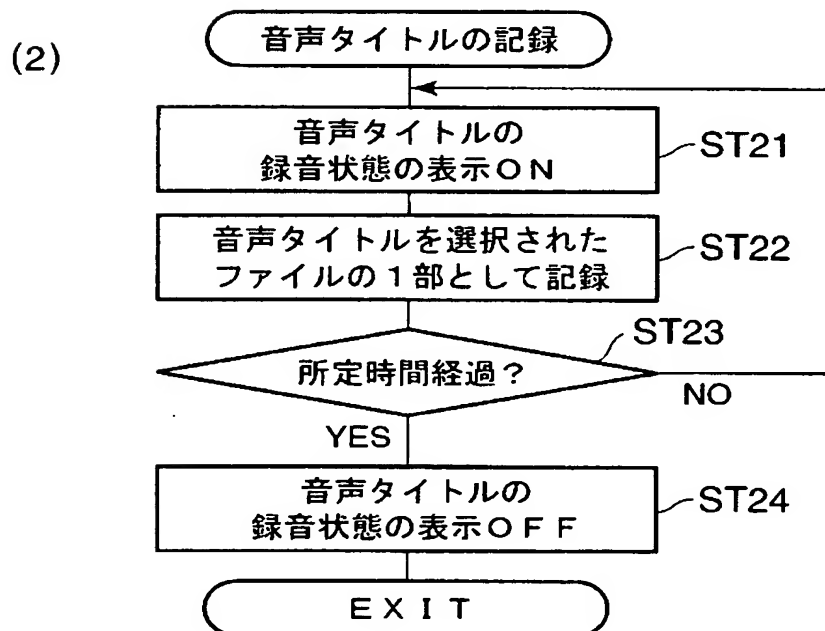 (2)
音声タイトルの記録
音声タイトルの
録音状態の表示ON
ST21
音声タイトルを選択された
ファイルの1部として記録
ST22
ST23
所定時間経過?
NO
YES
音声タイトルの
録音状態の表示OFF
ST24
EXIT